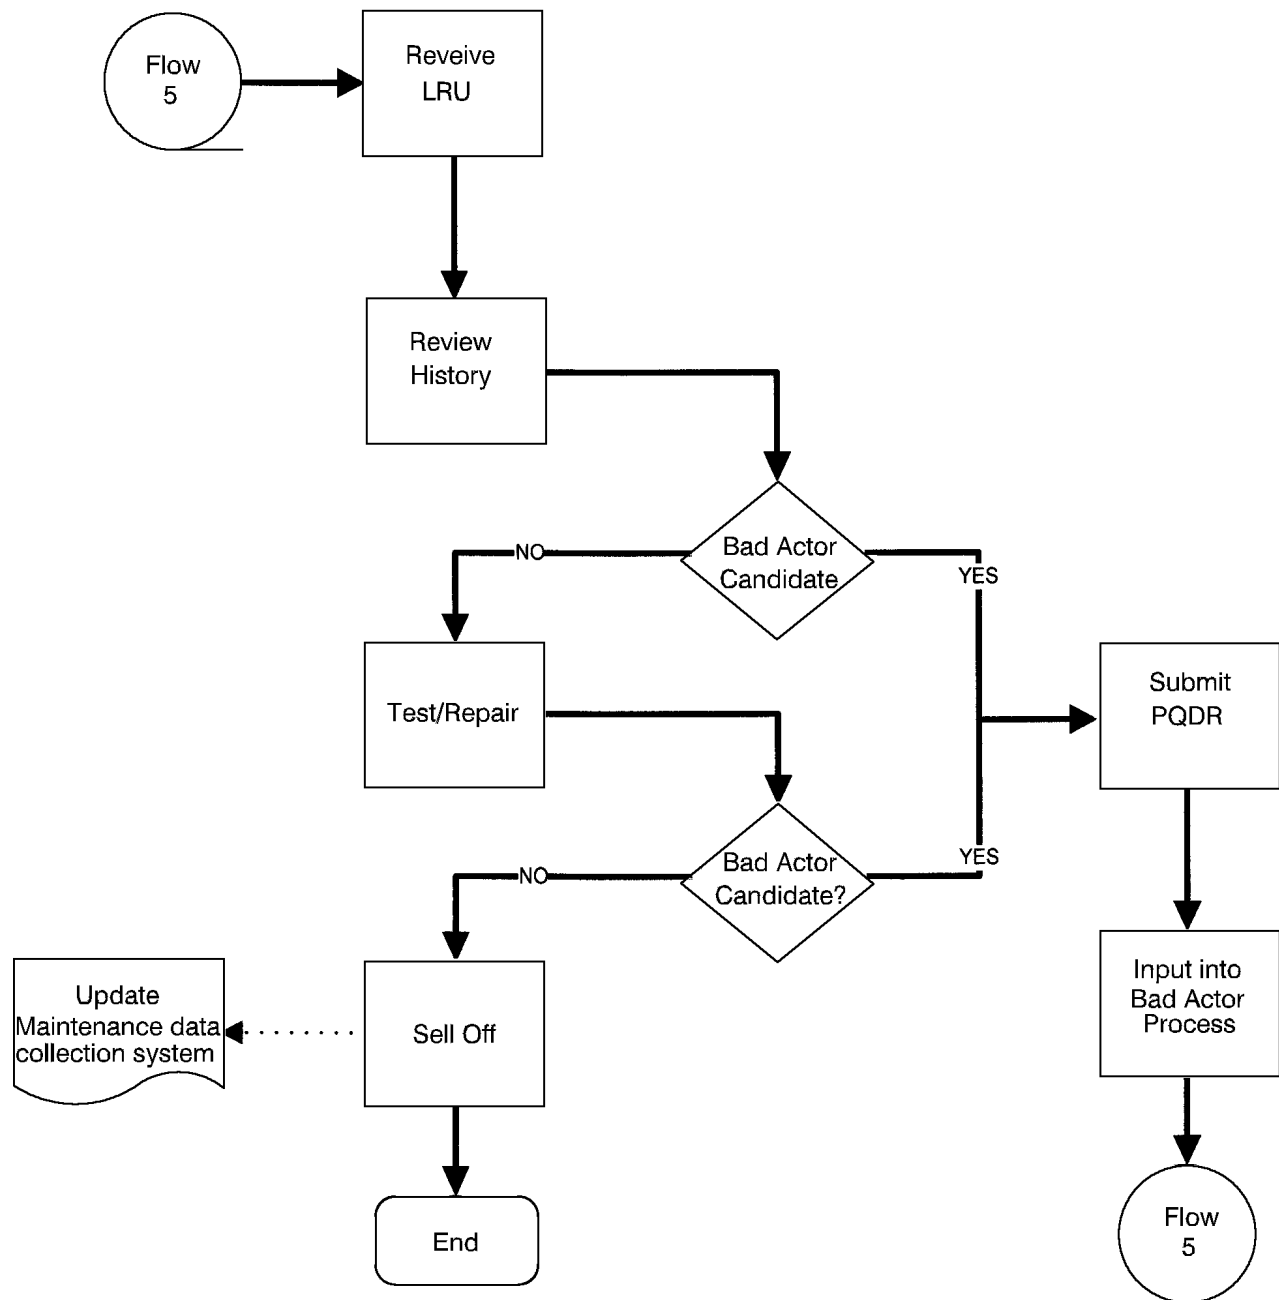 Flow
5
Reveive
LRU
Review
History
Bad Actor
Candidate
NO
YES
Test/Repair
Submit
PQDR
Bad Actor
Candidate?
NO
YES
Update
Maintenance data
collection system
Sell Off
Input into
Bad Actor
Process
End
Flow
5